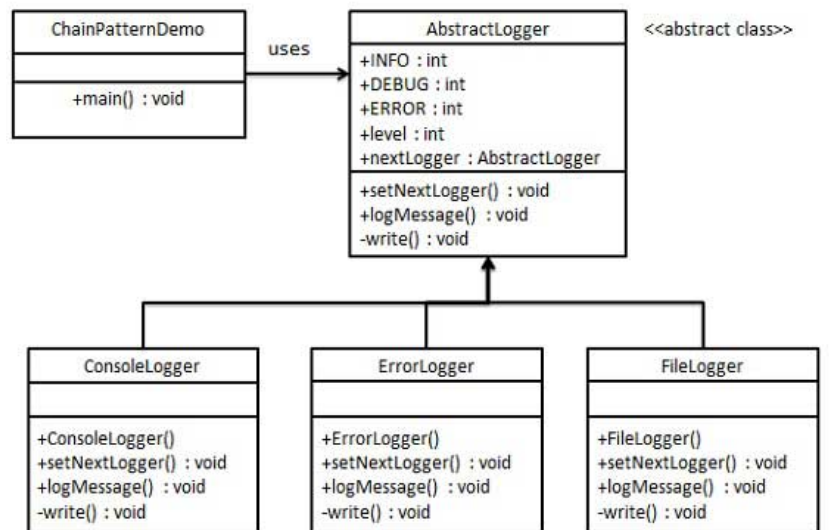 ChainPatternDemo
+main() : void
uses
AbstractLogger
+INFO : int
+DEBUG : int
+ERROR : int
+level : int
+nextLogger : AbstractLogger
+setNextLogger() : void
+logMessage() : void
-write() : void
<<abstract class>>
ConsoleLogger
+ConsoleLogger()
+setNextLogger() : void
+logMessage() : void
-write() : void
ErrorLogger
+ErrorLogger()
+setNextLogger() : void
+logMessage() : void
-write() : void
FileLogger
+FileLogger()
+setNextLogger() : void
+logMessage() : void
-write() : void